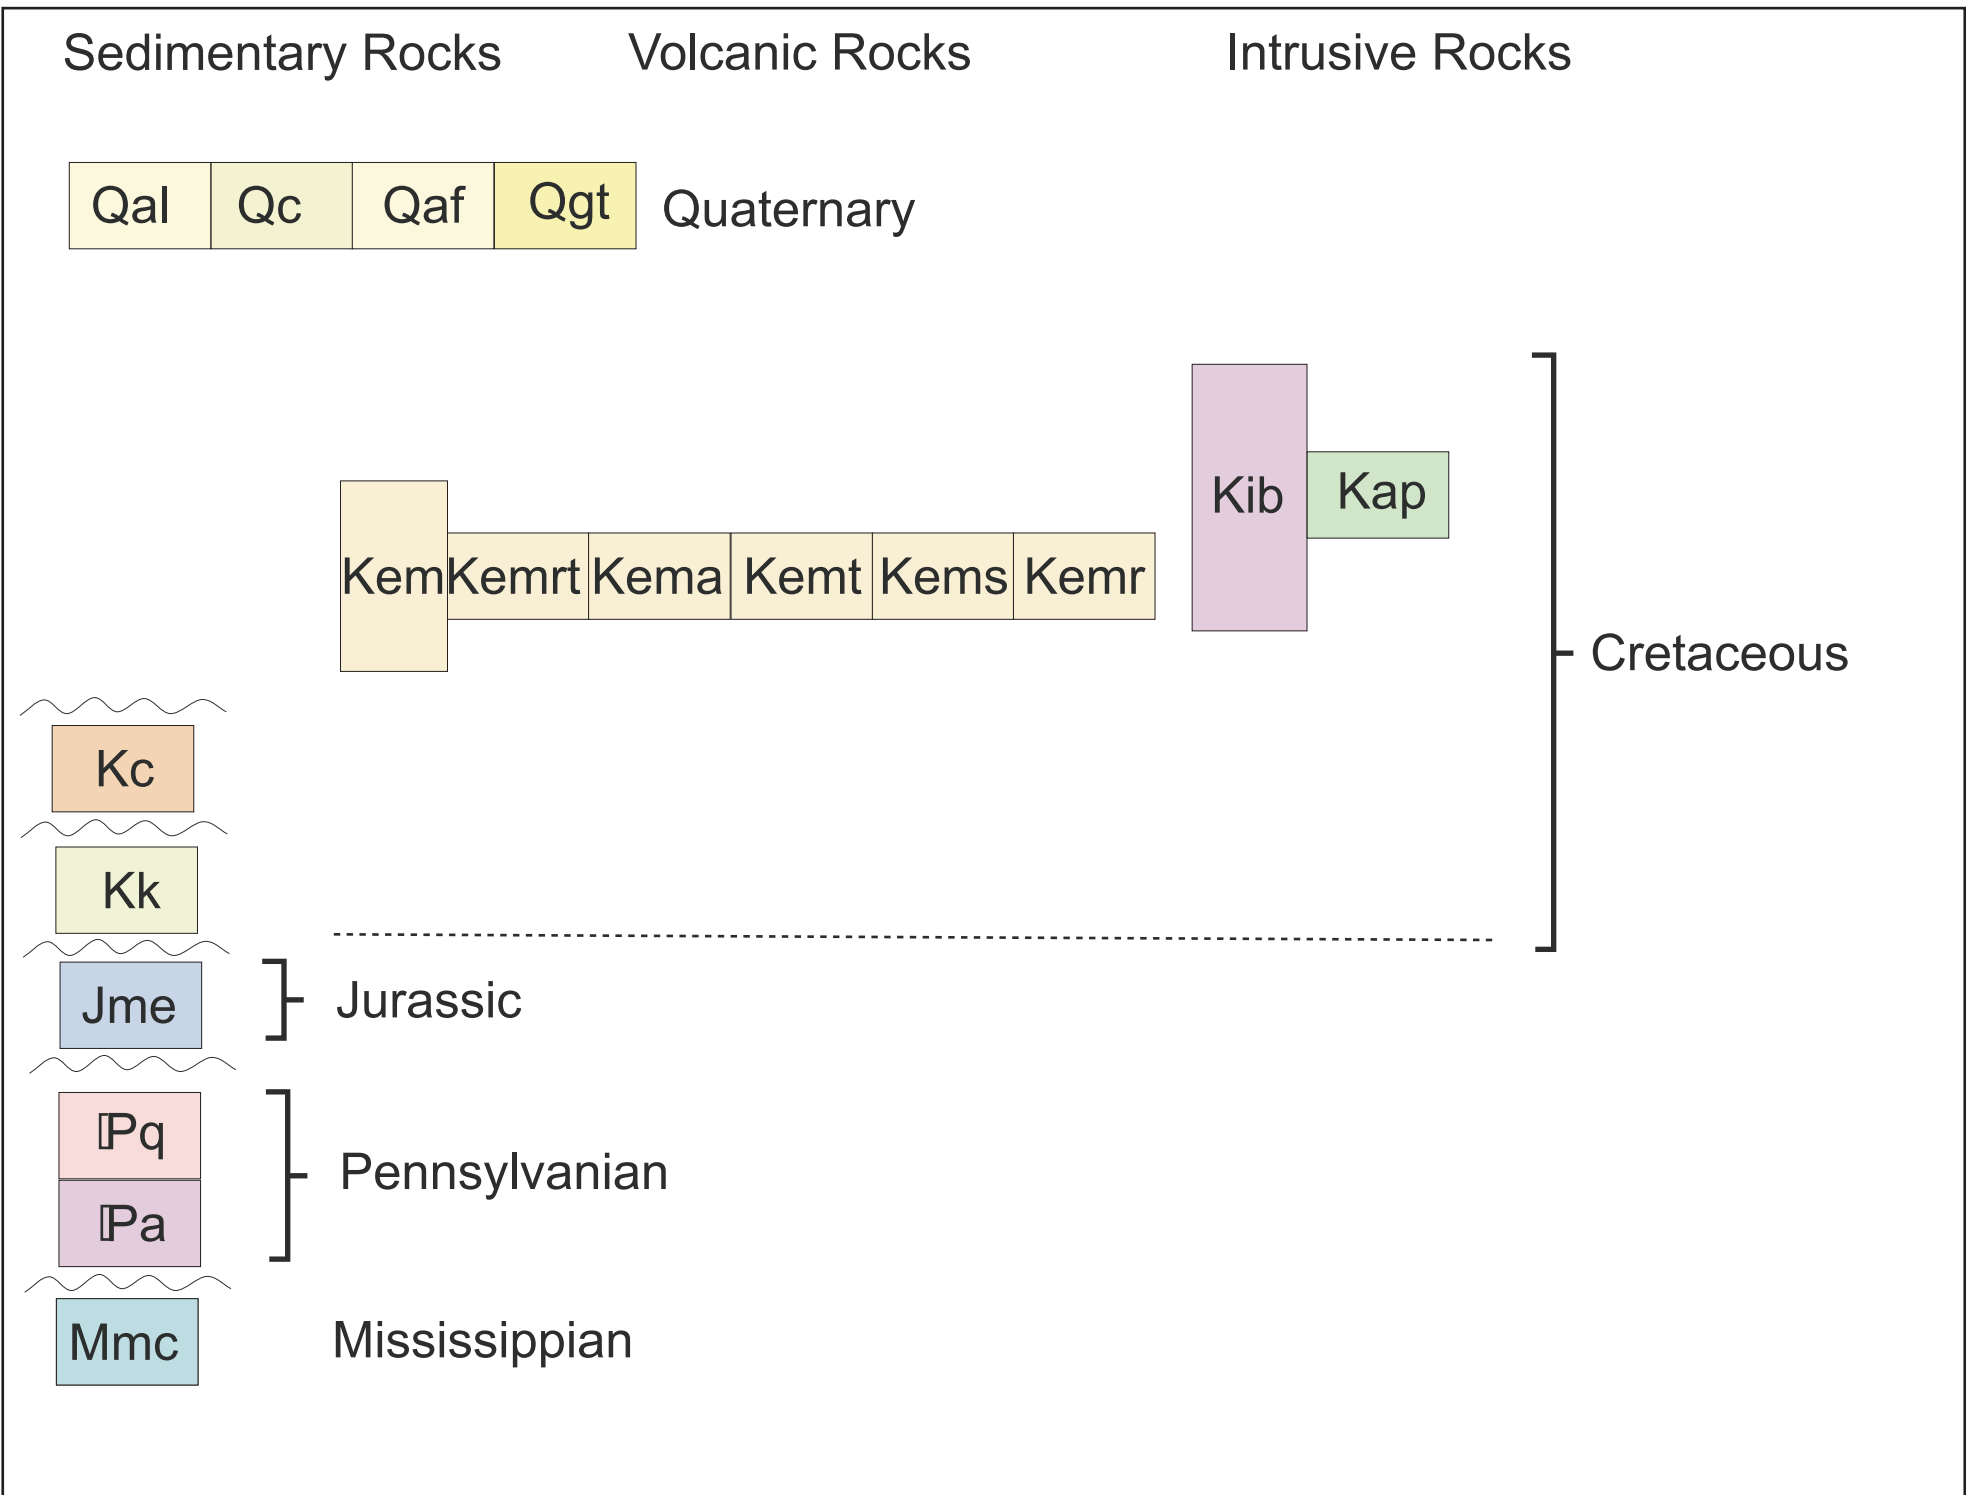 Sedimentary Rocks Volcanic Rocks Intrusive Rocks
Qal Qc Qaf Qgt Quaternary
Kib Kap
Kem Kemrt Kema Kemt Kems Kemr
Cretaceous
Kc
Kk
Jme Jurassic
Pq
Pennsylvanian
Pa
Mmc Mississippian